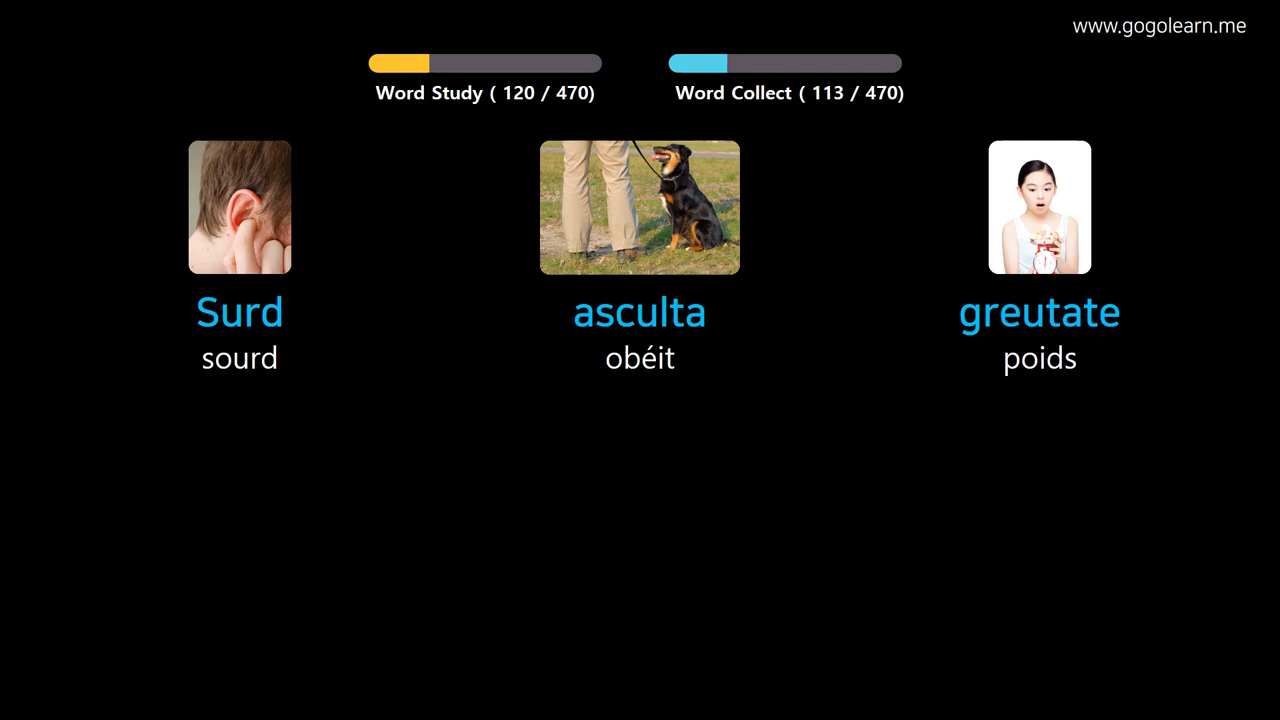 www.gogolearn.me
Word Study ( 120 / 470)
Word Collect ( 113 / 470)
Surd
asculta
greutate
sourd
obéit
poids